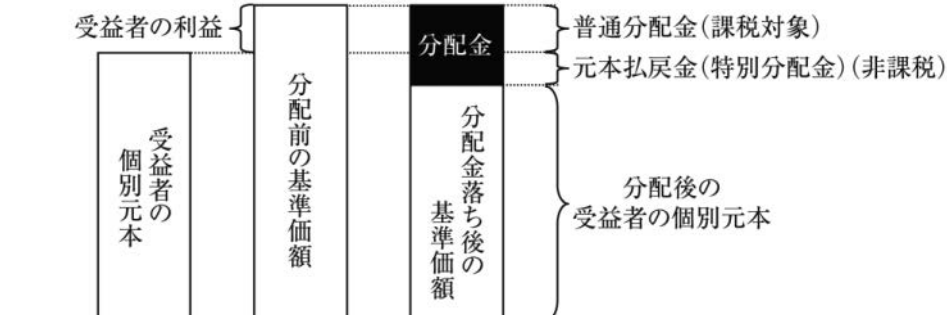 受益者の利益
分配金
普通分配金(課税対象)
元本払戻金(特別分配金)(非課税)
受益者の
個別元本
分配前の基準価額
分配金落ち後の
基準価額
分配後の
受益者の個別元本